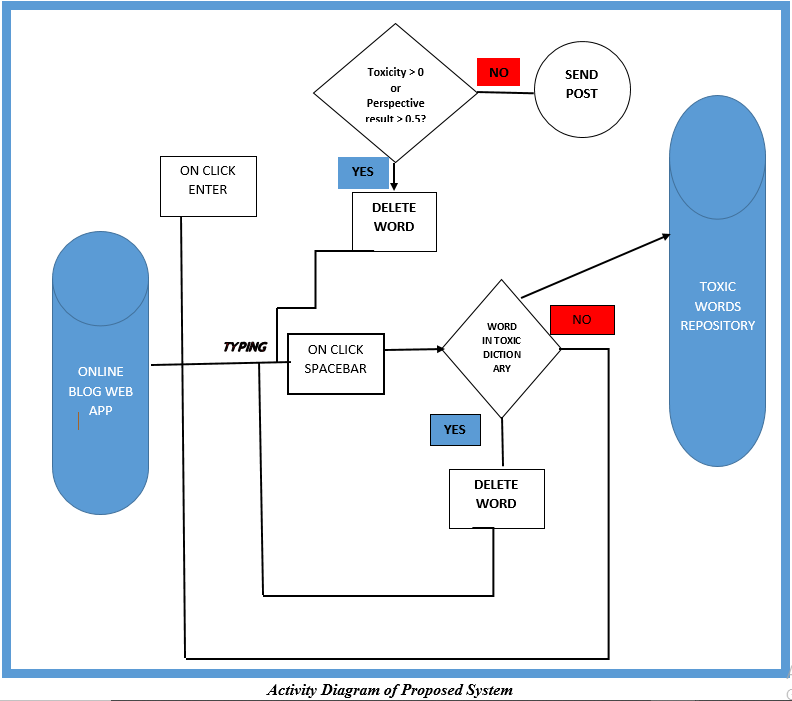 Toxicity > 0
or
Perspective
result > 0.5?
NO
SEND
POST
YES
DELETE
WORD
ON CLICK
ENTER
TOXIC
WORDS
REPOSITORY
ONLINE
BLOG WEB
APP
TYPING
ON CLICK
SPACEBAR
WORD
IN TOXIC
DICTION
ARY
NO
YES
DELETE
WORD
Activity Diagram of Proposed System